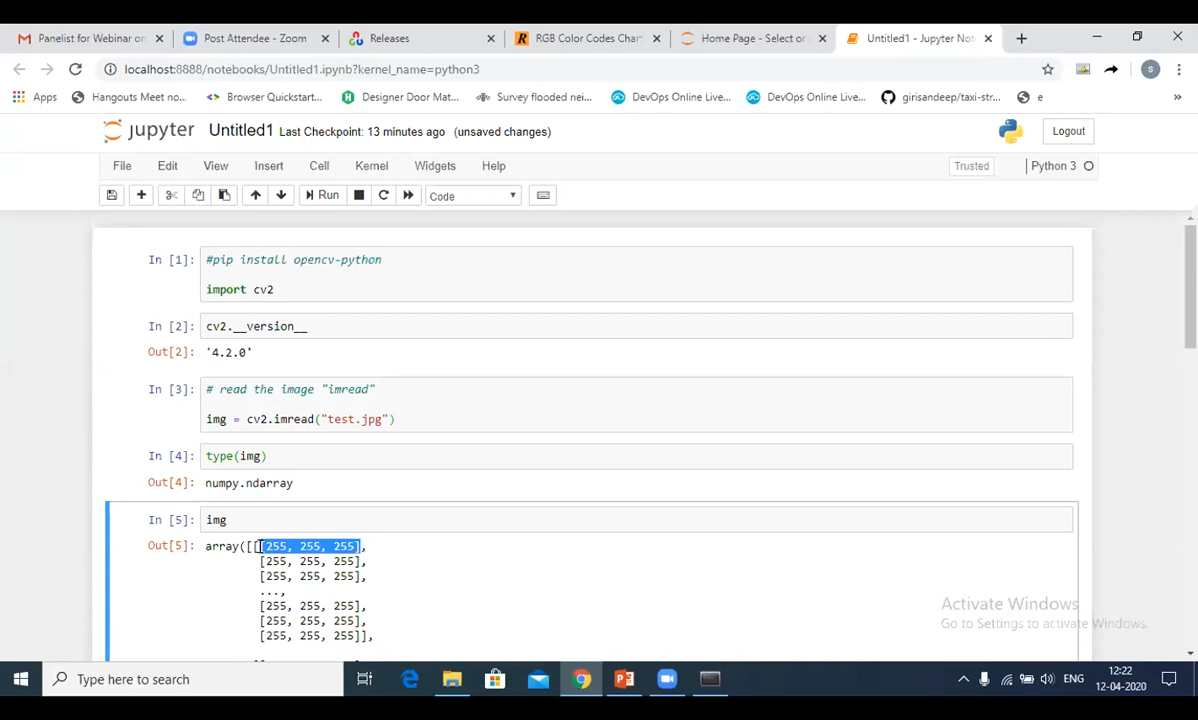 Panelist for Webinar on
Post Attendee - Zoom
Releases
RGB Color Codes Chart
Home Page - Select or
Untitled1 - Jupyter Not
localhost:8888/notebooks/Untitled1.ipynb?kernel_name=python3
S
Apps
Hangouts Meet no...
Browser Quickstart...
Designer Door Mat...
Survey flooded nei...
DevOps Online Live...
DevOps Online Live...
girisandeep/taxi-str...
e
jupyter Untitled1 Last Checkpoint: 13 minutes ago (unsaved changes)
Logout
File Edit View Insert Cell Kernel Widgets Help
Trusted
Python 3
Run
Code
In [1]: #pip install opencv-python
import cv2
In [2]: cv2.__version__
Out[2]: '4.2.0'
In [3]: # read the image "imread"
img = cv2.imread("test.jpg")
In [4]: type(img)
Out[4]: numpy.ndarray
In [5]: img
Out[5]: array([[[255, 255, 255],
[255, 255, 255],
[255, 255, 255],
...,
[255, 255, 255],
[255, 255, 255],
[255, 255, 255]],
Activate Windows
Go to Settings to activate Windows.
Type here to search
ENG
12:22
12-04-2020